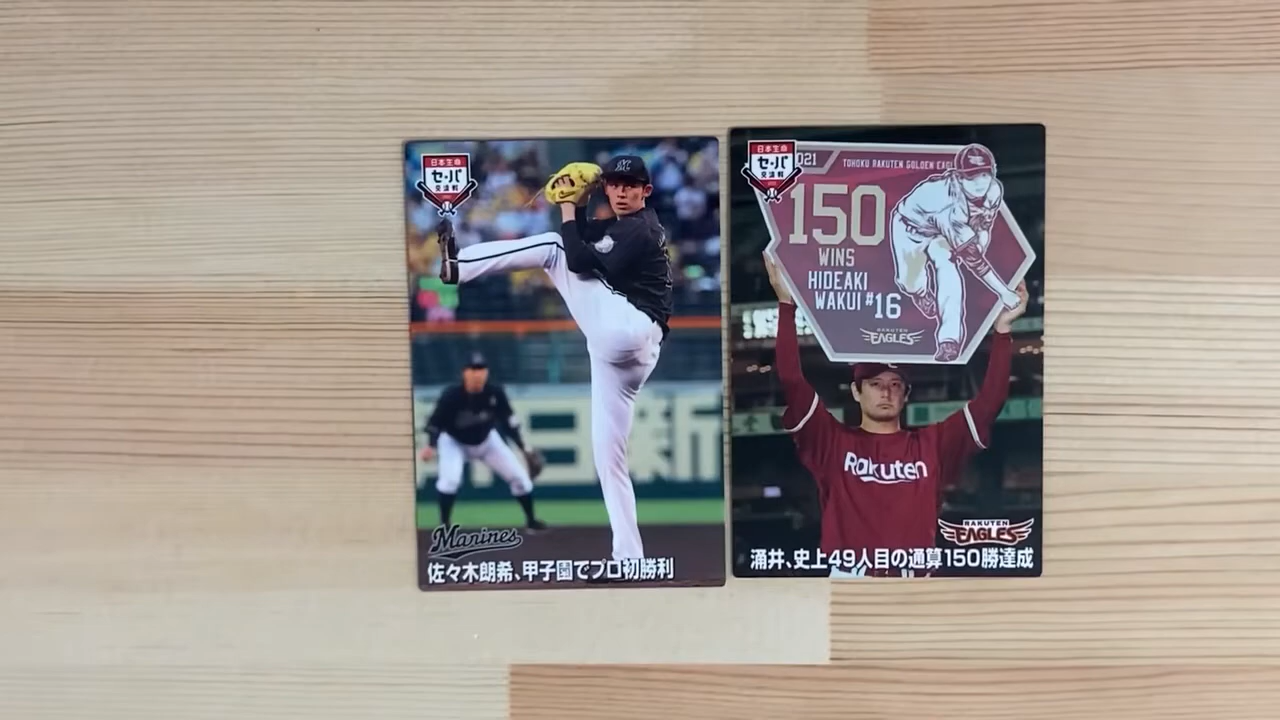 日本生命
セ・パ
交流戦
Marines
佐々木朗希、甲子園でプロ初勝利
日本生命
セ・パ
交流戦
021
TOHOKU RAKUTEN GOLDEN EAGL
150
WINS
HIDEAKI
WAKUI #16
RAKUTEN
EAGLES
Rakuten
RAKUTEN
EAGLES
涌井、史上49人目の通算150勝達成